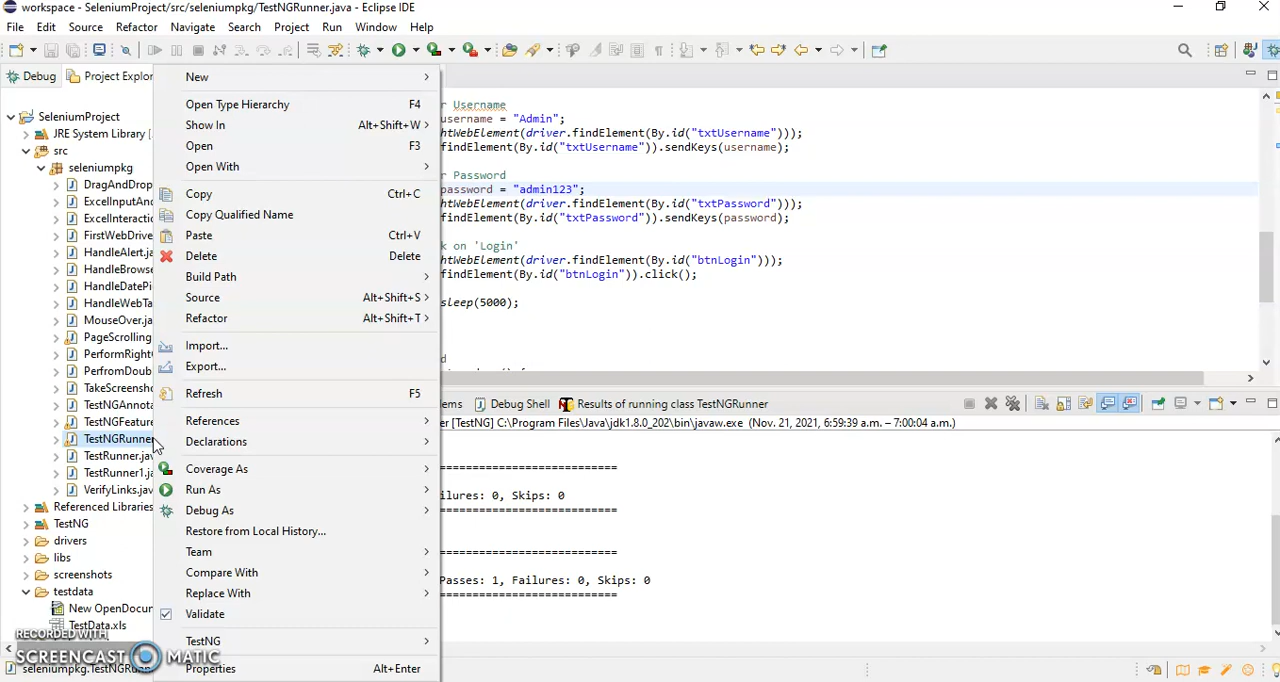 workspace - SeleniumProject/src/seleniumpkg/TestNGRunner.java - Eclipse IDE
File Edit Source Refactor Navigate Search Project Run Window Help
Debug Project Explor
SeleniumProject
JRE System Library [
src
seleniumpkg
DragAndDrop
ExcelInputAn
ExcelInteractio
FirstWebDrive
HandleAlert.ja
HandleBrowse
HandleDatePi
HandleWebTa
MouseOver.ja
PageScrolling
PerformRight
PerfromDoub
TakeScreensho
TestNGAnnota
TestNGFeature
TestNGRunner
TestRunner.jav
TestRunner1.ja
VerifyLinks.jav
Referenced Libraries
TestNG
drivers
libs
screenshots
testdata
New OpenDocum
TestData.xls
RECORDED WITH
SCREENCAST MATIC
seleniumpkg.TestNGRunn
New
Open Type Hierarchy F4
Show In Alt+Shift+W
Open F3
Open With
Copy Ctrl+C
Copy Qualified Name
Paste Ctrl+V
Delete Delete
Build Path
Source Alt+Shift+S
Refactor Alt+Shift+T
Import...
Export...
Refresh F5
References
Declarations
Coverage As
Run As
Debug As
Restore from Local History...
Team
Compare With
Replace With
Validate
TestNG
Properties Alt+Enter
r Username
username = "Admin";
htWebElement(driver.findElement(By.id("txtUsername")));
findElement(By.id("txtUsername")).sendKeys(username);
r Password
password = "admin123";
htWebElement(driver.findElement(By.id("txtPassword")));
findElement(By.id("txtPassword")).sendKeys(password);
k on 'Login'
htWebElement(driver.findElement(By.id("btnLogin")));
findElement(By.id("btnLogin")).click();
sleep(5000);
d
ems Debug Shell Results of running class TestNGRunner
er [TestNG] C:\Program Files\Java\jdk1.8.0_202\bin\javaw.exe (Nov. 21, 2021, 6:59:39 a.m. – 7:00:04 a.m.)
===============================
ilures: 0, Skips: 0
===============================
===============================
Passes: 1, Failures: 0, Skips: 0
===============================